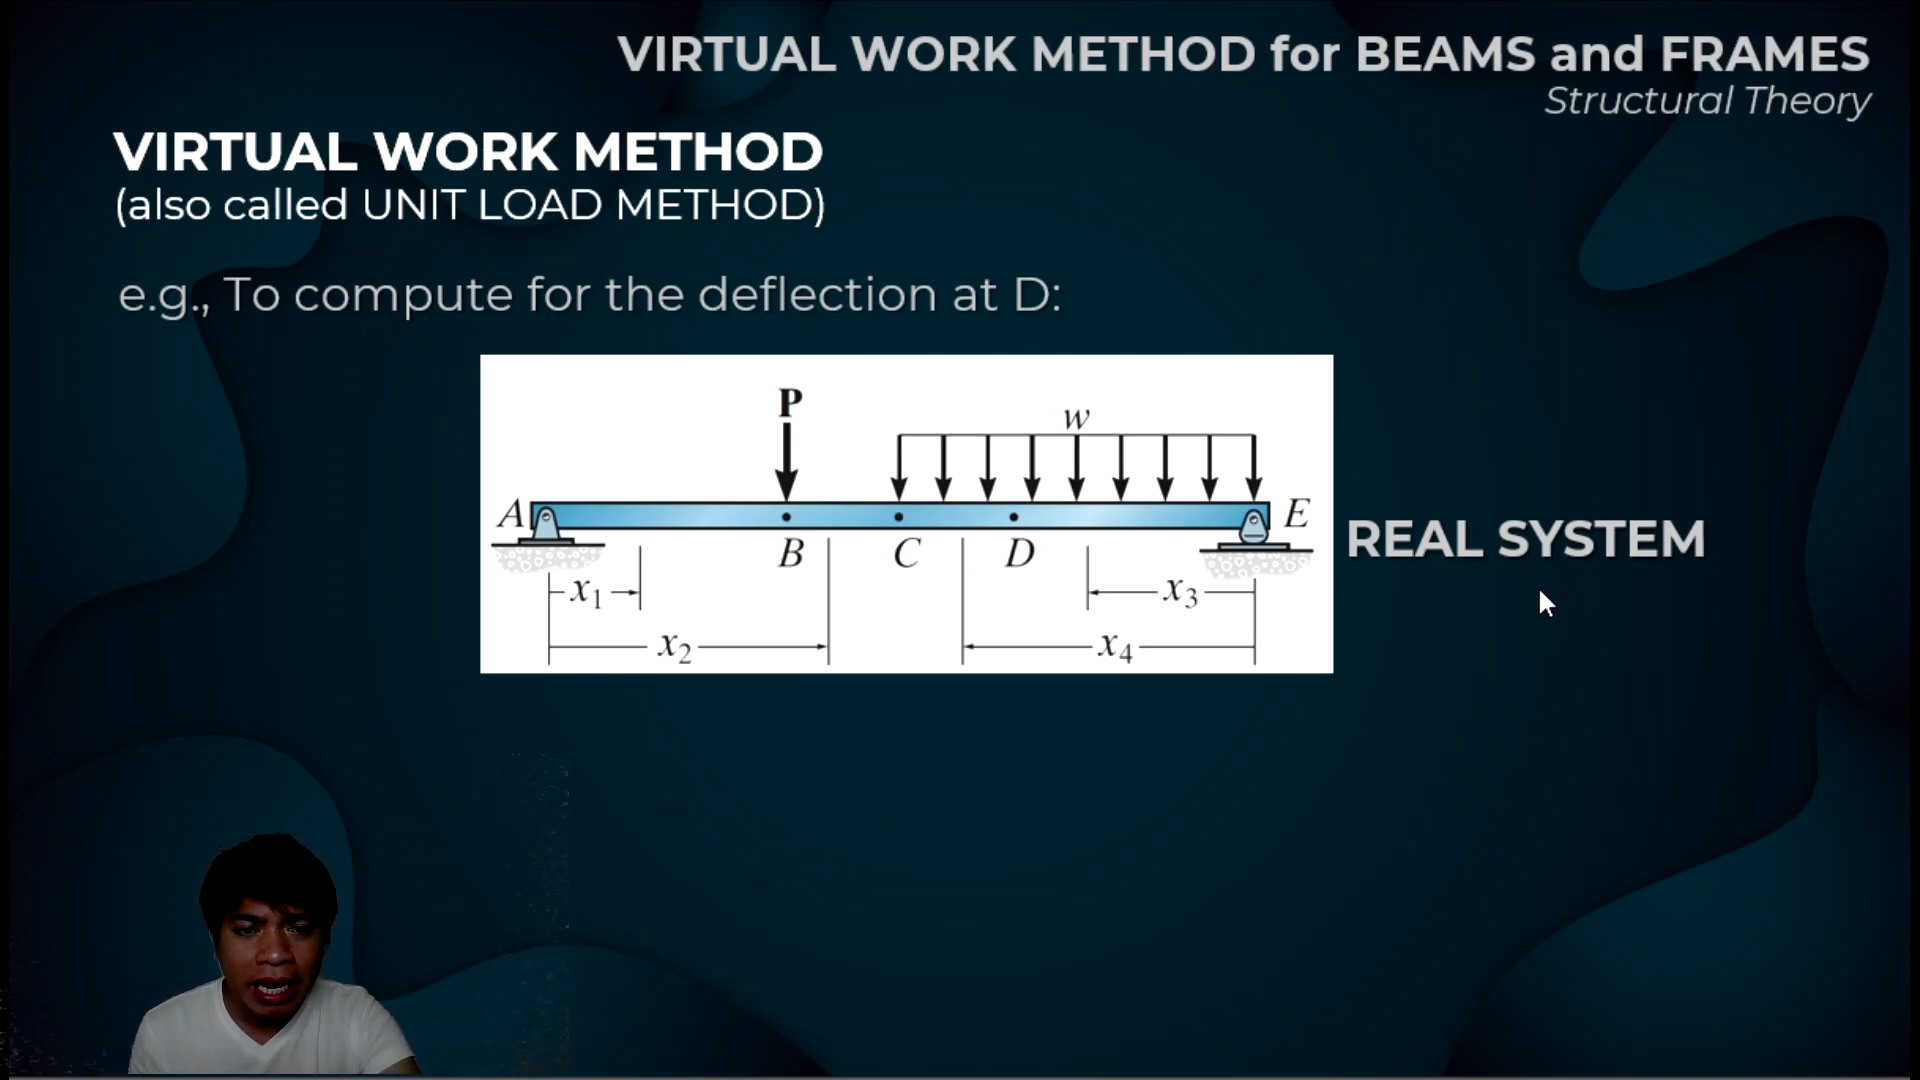 VIRTUAL WORK METHOD for BEAMS and FRAMES
Structural Theory
VIRTUAL WORK METHOD
(also called UNIT LOAD METHOD)
e.g., To compute for the deflection at D:
P
w
A
E
B
C
D
REAL SYSTEM
x₁
x₃
x₂
x₄